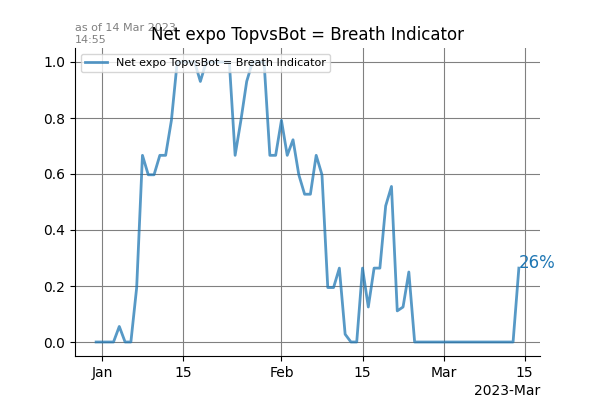 as of 14 Mar 2023
14:55
Net expo TopvsBot = Breath Indicator
Net expo TopvsBot = Breath Indicator
1.0
0.8
0.6
0.4
0.2
0.0
26%
Jan
15
Feb
15
Mar
15
2023-Mar